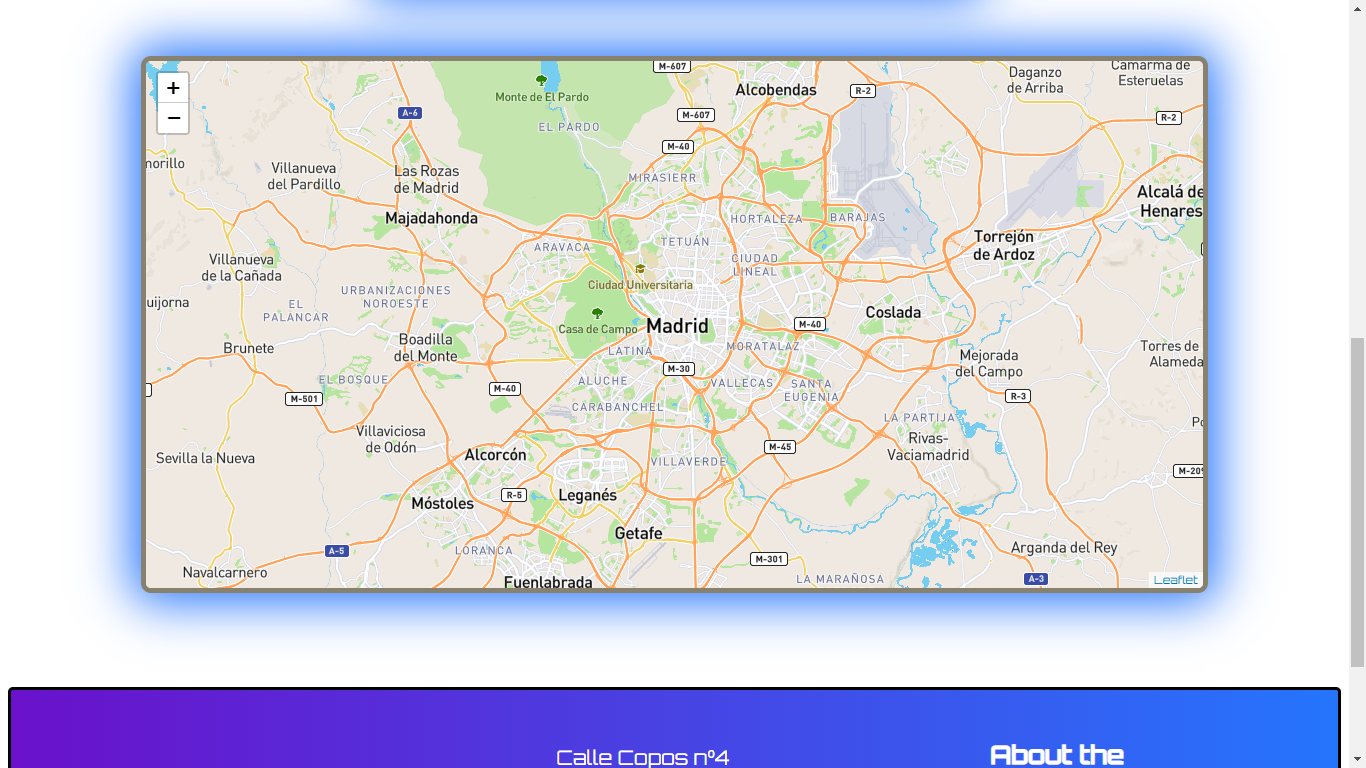 +
−
M-607
Camarma de
Esteruelas
Daganzo
de Arriba
Monte de El Pardo
Alcobendas
R-2
A-6
M-607
R-2
EL PARDO
M-40
norillo
Villanueva
del Pardillo
Las Rozas
de Madrid
MIRASIERR
Alcalá de
Henares
Majadahonda
HORTALEZA
BARAJAS
ARAVACA
TETUÁN
Torrejón
de Ardoz
Villanueva
de la Cañada
CIUDAD
LINEAL
Ciudad Universitaria
URBANIZACIONES
NOROESTE
uijorna
EL
PALANCAR
Casa de Campo
Madrid
M-40
Coslada
Boadilla
del Monte
Brunete
LATINA
MORATALAZ
Torres de
Alameda
Mejorada
del Campo
M-30
EL BOSQUE
ALUCHE
VALLECAS
SANTA
EUGENIA
M-501
M-40
R-3
CARABANCHEL
LA PARTIJA
Villaviciosa
de Odón
Rivas-
Vaciamadrid
M-45
Sevilla la Nueva
Alcorcón
VILLAVERDE
M-209
Móstoles
R-5
Leganés
Getafe
A-5
LORANCA
M-301
Arganda del Rey
Navalcarnero
Fuenlabrada
LA MARAÑOSA
A-3
Leaflet
Calle Copos nº4
About the